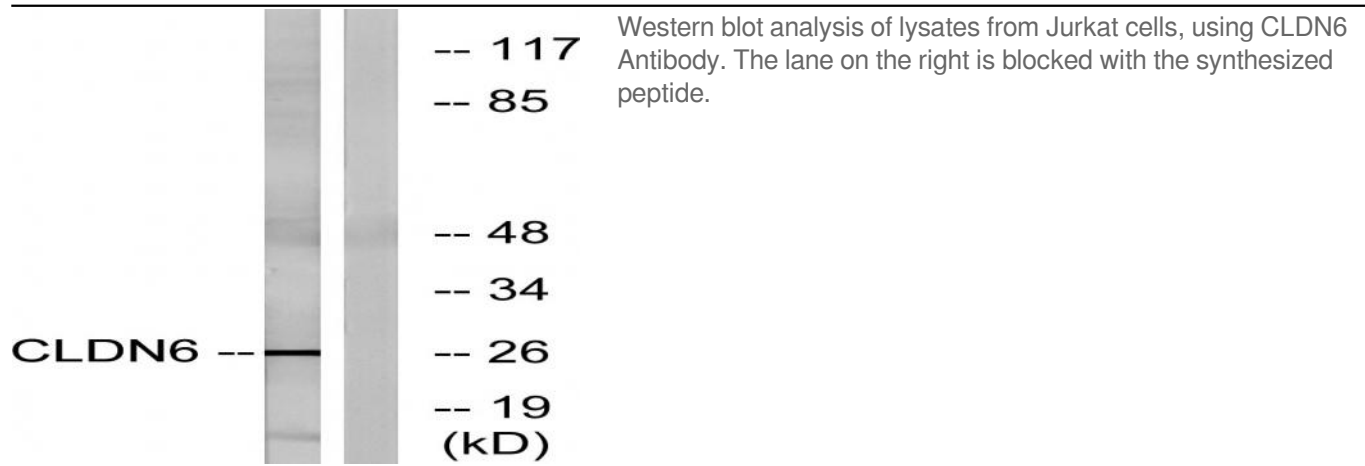 -- 117
-- 85
-- 48
-- 34
CLDN6 --
-- 26
-- 19
(kD)
Western blot analysis of lysates from Jurkat cells, using CLDN6
Antibody. The lane on the right is blocked with the synthesized
peptide.